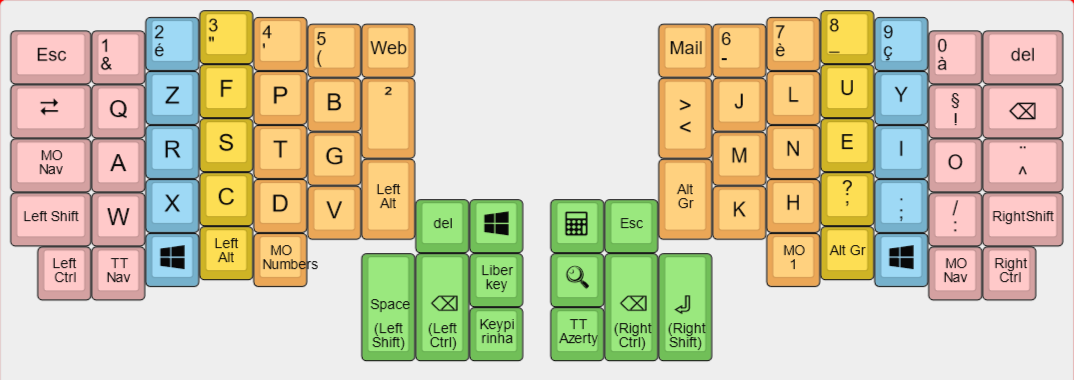 Esc
1
&
2
é
3
"
4
'
5
(
Web
Mail
6
-
7
è
8
_
9
ç
0
à
del
⇄
Q
Z
F
P
B
²
>
<
J
L
U
Y
§
!
⌫
MO
Nav
A
R
S
T
G
M
N
E
I
O
¨
^
Left Shift
W
X
C
D
V
Left
Alt
Alt
Gr
K
H
?
,
.
;
/
:
RightShift
Left
Ctrl
TT
Nav
Left
Alt
MO
Numbers
MO
1
Alt Gr
MO
Nav
Right
Ctrl
del
Esc
Space
(Left
Shift)
⌫
(Left
Ctrl)
Liber
key
Keypi
rinha
TT
Azerty
⌫
(Right
Ctrl)
(Right
Shift)